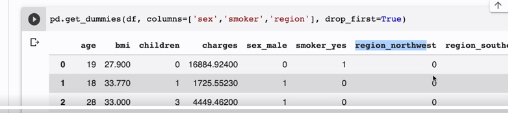 pd.get_dummies(df, columns=['sex','smoker','region'], drop_first=True)
age bmi children charges sex_male smoker_yes region_northwest
0 19 27.900 0 16884.92400 0 1 0
1 18 33.770 1 1725.55230 1 0 0
2 28 33.000 3 4449.46200 1 0 0